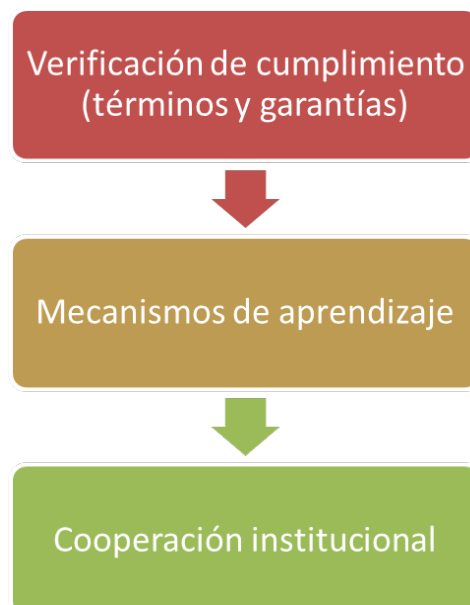 Verificación de cumplimiento
(términos y garantías)
Mecanismos de aprendizaje
Cooperación institucional